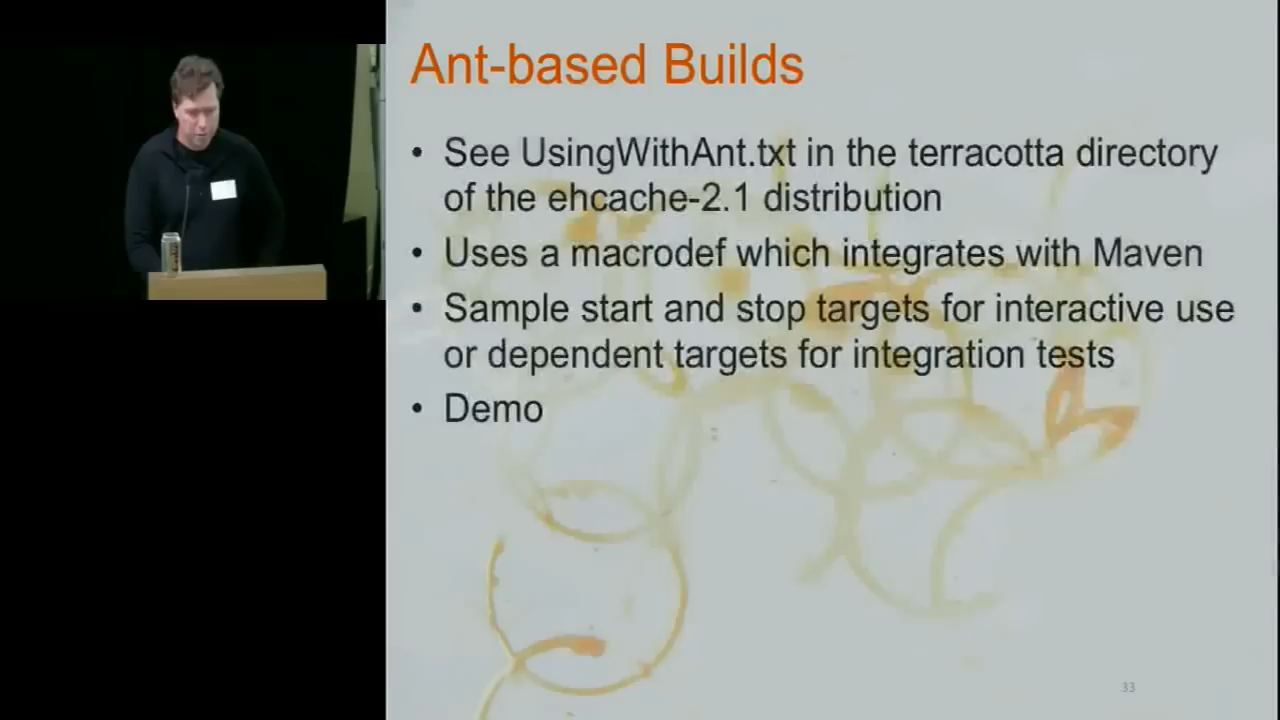 Ant-based Builds
• See UsingWithAnt.txt in the terracotta directory
of the ehcache-2.1 distribution
• Uses a macrodef which integrates with Maven
• Sample start and stop targets for interactive use
or dependent targets for integration tests
• Demo
33